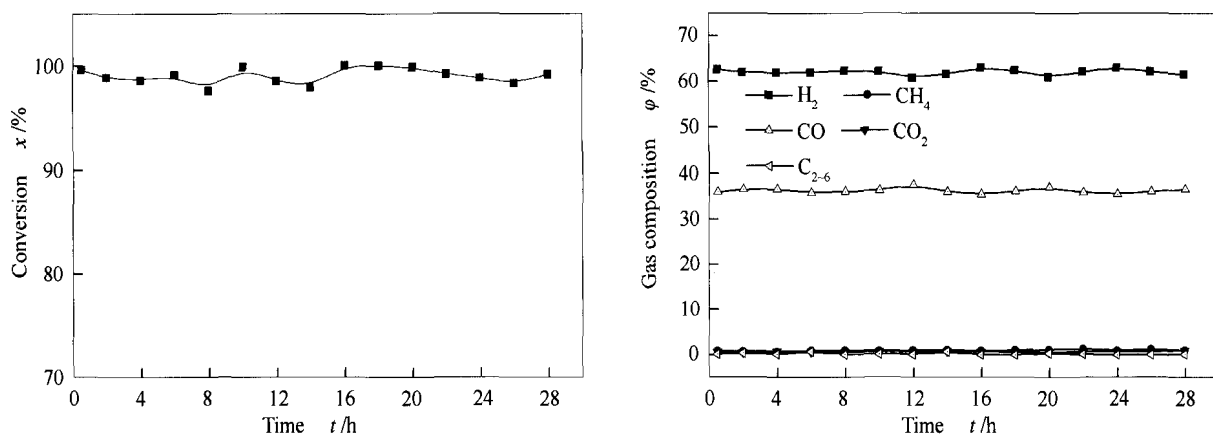 100
90
80
70
Conversion x /%
0 4 8 12 16 20 24 28
Time t /h
70
60
50
40
30
20
10
0
Gas composition φ /%
H₂ CH₄
CO CO₂
C₂₋₆
0 4 8 12 16 20 24 28
Time t /h